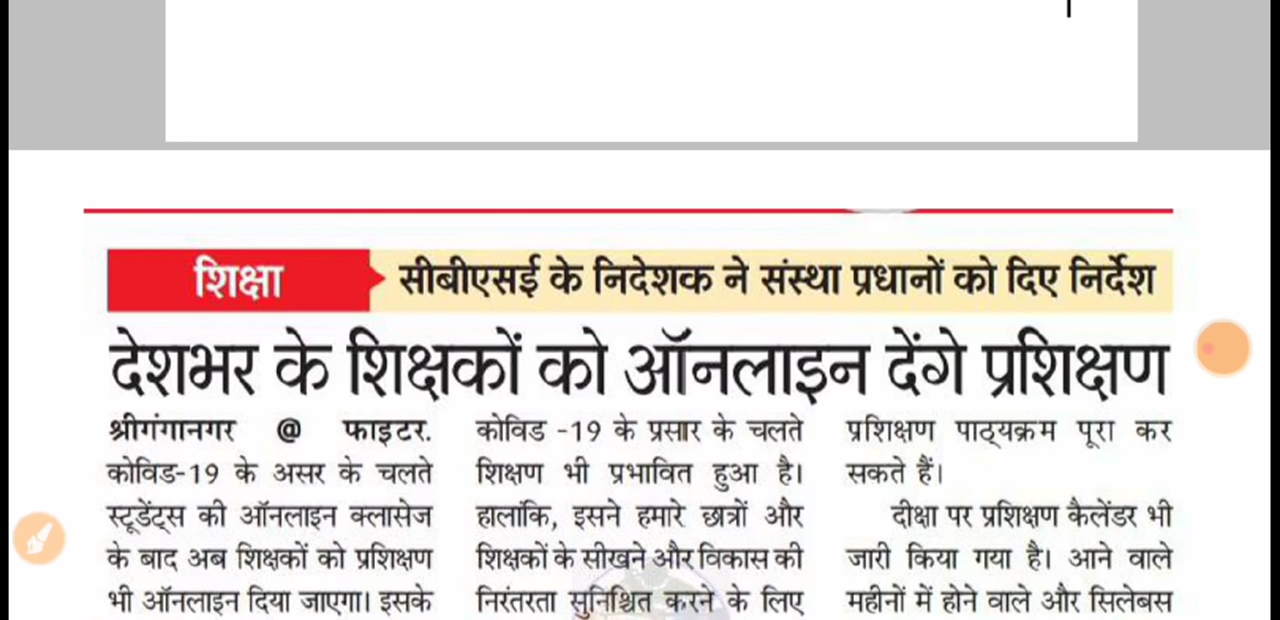 शिक्षा
सीबीएसई के निदेशक ने संस्था प्रधानों को दिए निर्देश
देशभर के शिक्षकों को ऑनलाइन देंगे प्रशिक्षण
श्रीगंगानगर @ फाइटर.
कोविड-19 के असर के चलते
स्टूडेंट्स की ऑनलाइन क्लासेज
के बाद अब शिक्षकों को प्रशिक्षण
भी ऑनलाइन दिया जाएगा। इसके
कोविड -19 के प्रसार के चलते
शिक्षण भी प्रभावित हुआ है।
हालांकि, इसने हमारे छात्रों और
शिक्षकों के सीखने और विकास की
निरंतरता सुनिश्चित करने के लिए
प्रशिक्षण पाठ्यक्रम पूरा कर
सकते हैं।
दीक्षा पर प्रशिक्षण कैलेंडर भी
जारी किया गया है। आने वाले
महीनों में होने वाले और सिलेबस